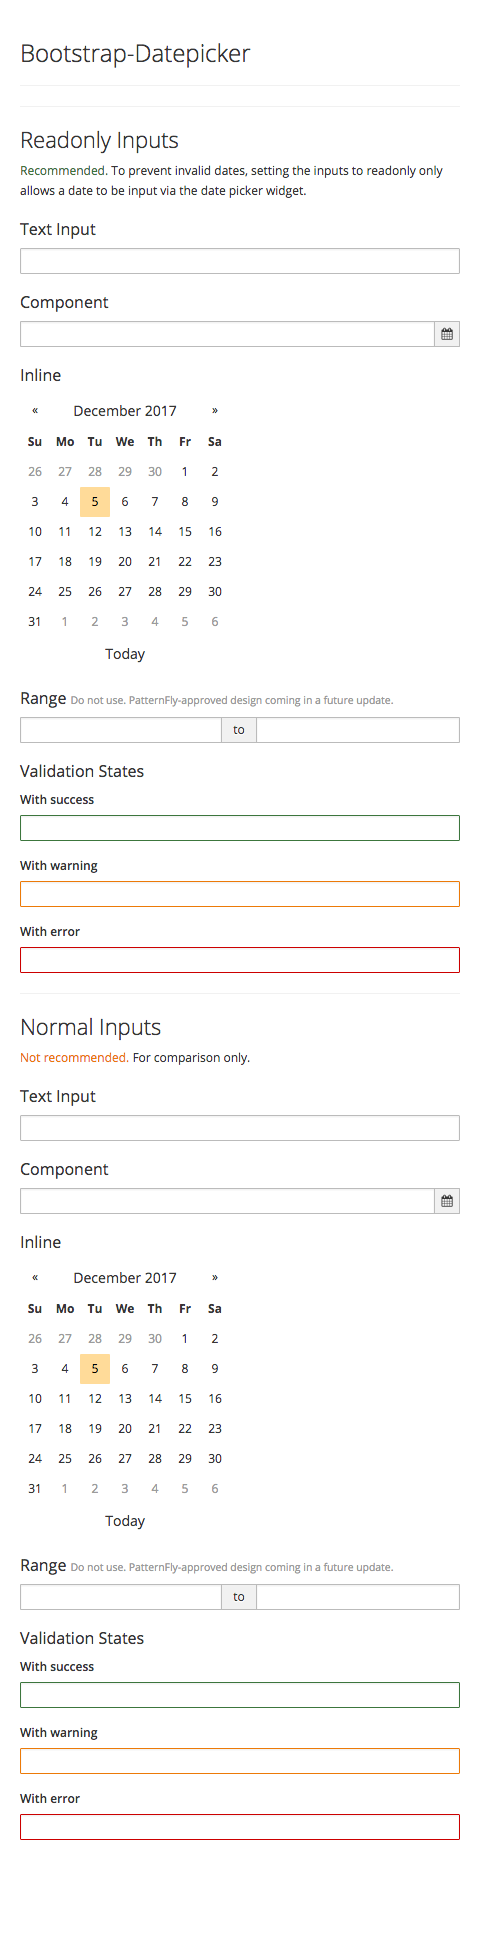 Bootstrap-Datepicker
Readonly Inputs
Recommended. To prevent invalid dates, setting the inputs to readonly only
allows a date to be input via the date picker widget.
Text Input
Component
Inline
« December 2017 »
Su Mo Tu We Th Fr Sa
26 27 28 29 30 1 2
3 4 5 6 7 8 9
10 11 12 13 14 15 16
17 18 19 20 21 22 23
24 25 26 27 28 29 30
31 1 2 3 4 5 6
Today
Range Do not use. PatternFly-approved design coming in a future update.
to
Validation States
With success
With warning
With error
Normal Inputs
Not recommended. For comparison only.
Text Input
Component
Inline
« December 2017 »
Su Mo Tu We Th Fr Sa
26 27 28 29 30 1 2
3 4 5 6 7 8 9
10 11 12 13 14 15 16
17 18 19 20 21 22 23
24 25 26 27 28 29 30
31 1 2 3 4 5 6
Today
Range Do not use. PatternFly-approved design coming in a future update.
to
Validation States
With success
With warning
With error